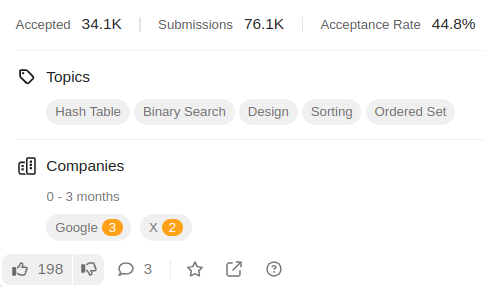 Accepted 34.1K Submissions 76.1K Acceptance Rate 44.8%
Topics
Hash Table Binary Search Design Sorting Ordered Set
Companies
0 - 3 months
Google 3 X 2
198 3